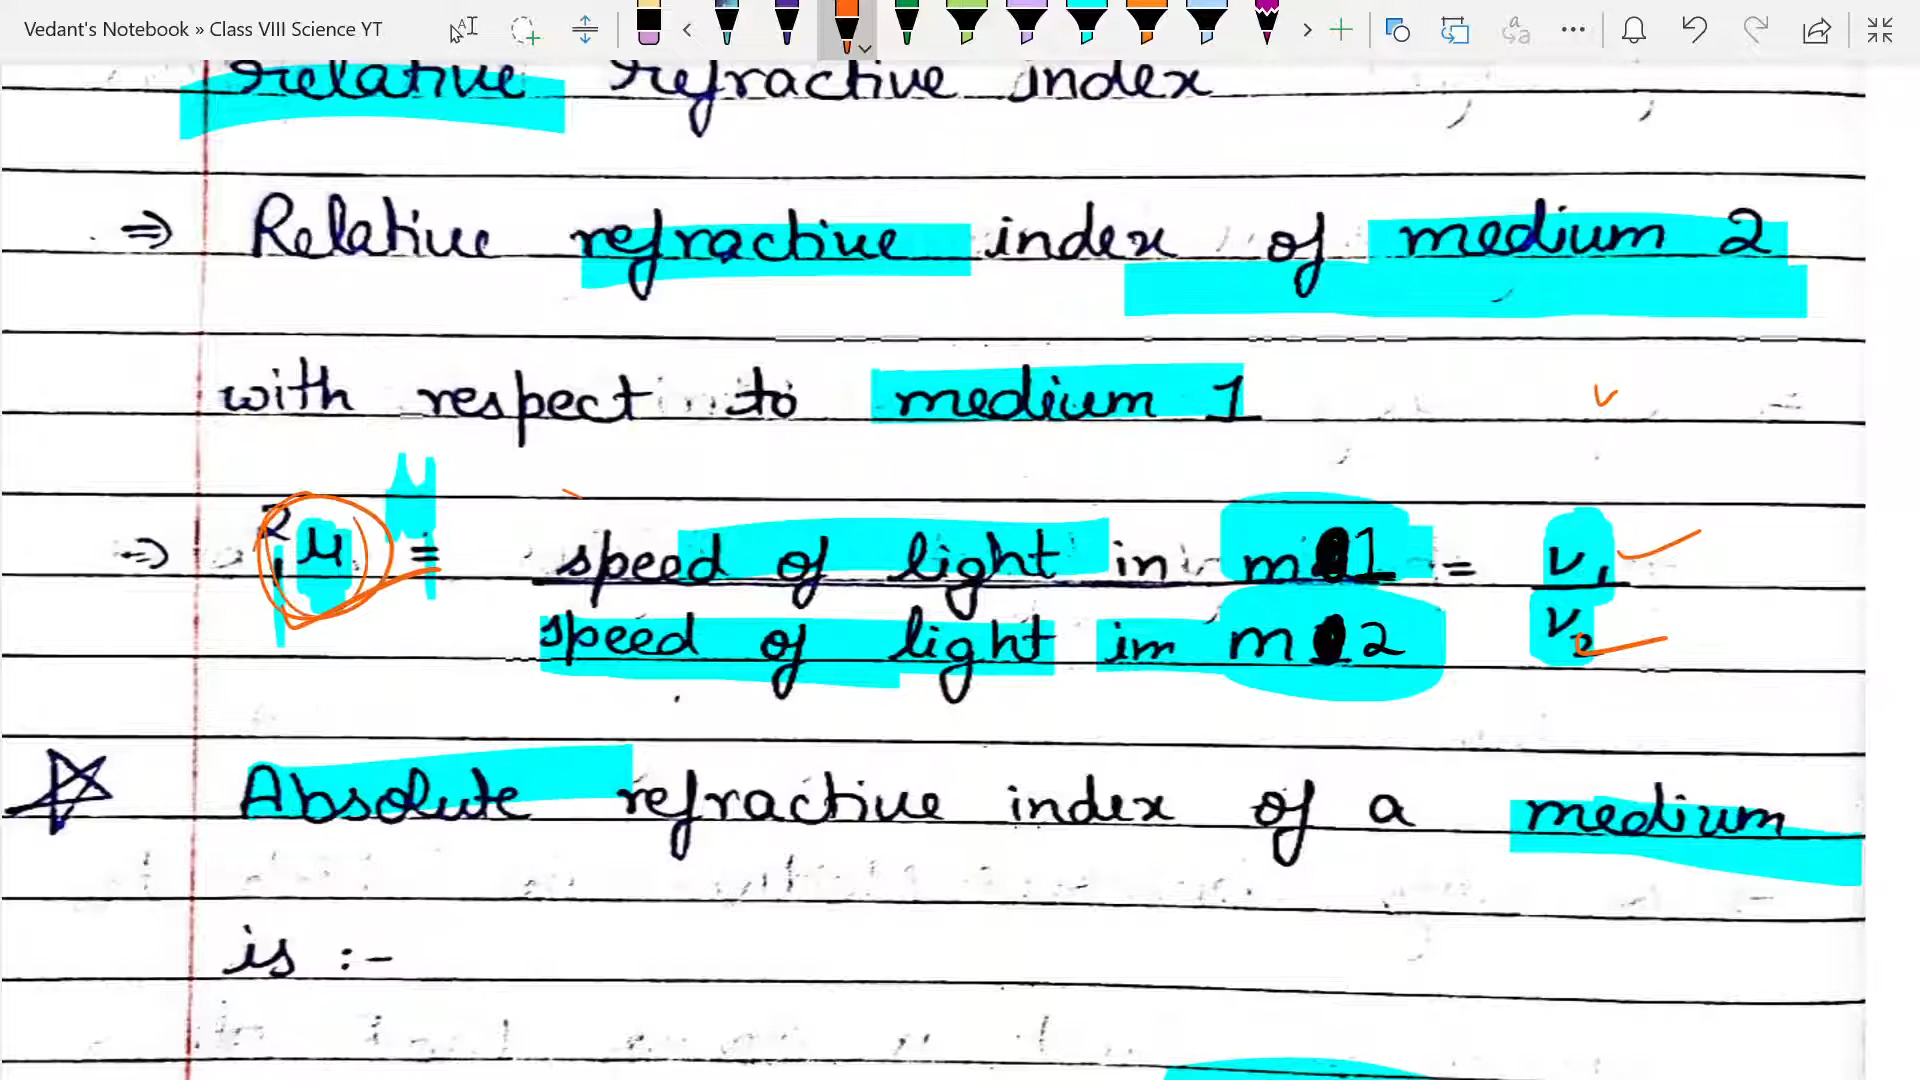 Vedant's Notebook » Class VIII Science YT
relative refractive index
⇒ Relative refractive index of medium 2
with respect to medium 1
⇒ ²₁μ = speed of light in m1 = v₁
speed of light in m2 v₂
Absolute refractive index of a medium
is :-